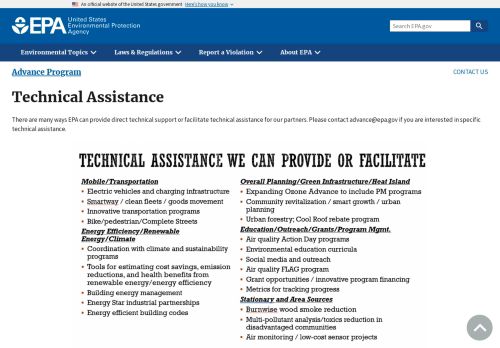 An official website of the United States government Here's how you know
EPA United States
Environmental Protection
Agency
Search EPA.gov
Environmental Topics
Laws & Regulations
Report a Violation
About EPA
Advance Program
CONTACT US
Technical Assistance
There are many ways EPA can provide direct technical support or facilitate technical assistance for our partners. Please contact advance@epa.gov if you are interested in specific
technical assistance.
TECHNICAL ASSISTANCE WE CAN PROVIDE OR FACILITATE
Mobile/Transportation
• Electric vehicles and charging infrastructure
• Smartway / clean fleets / goods movement
• Innovative transportation programs
• Bike/pedestrian/Complete Streets
Energy Efficiency/Renewable
Energy/Climate
• Coordination with climate and sustainability
programs
• Tools for estimating cost savings, emission
reductions, and health benefits from
renewable energy/energy efficiency
• Building energy management
• Energy Star industrial partnerships
• Energy efficient building codes
Overall Planning/Green Infrastructure/Heat Island
• Expanding Ozone Advance to include PM programs
• Community revitalization / smart growth / urban
planning
• Urban forestry; Cool Roof rebate program
Education/Outreach/Grants/Program Mgmt.
• Air quality Action Day programs
• Environmental education curricula
• Social media and outreach
• Air quality FLAG program
• Grant opportunities / innovative program financing
• Metrics for tracking progress
Stationary and Area Sources
• Burnwise wood smoke reduction
• Multi-pollutant analysis/toxics reduction in
disadvantaged communities
• Air monitoring / low-cost sensor projects